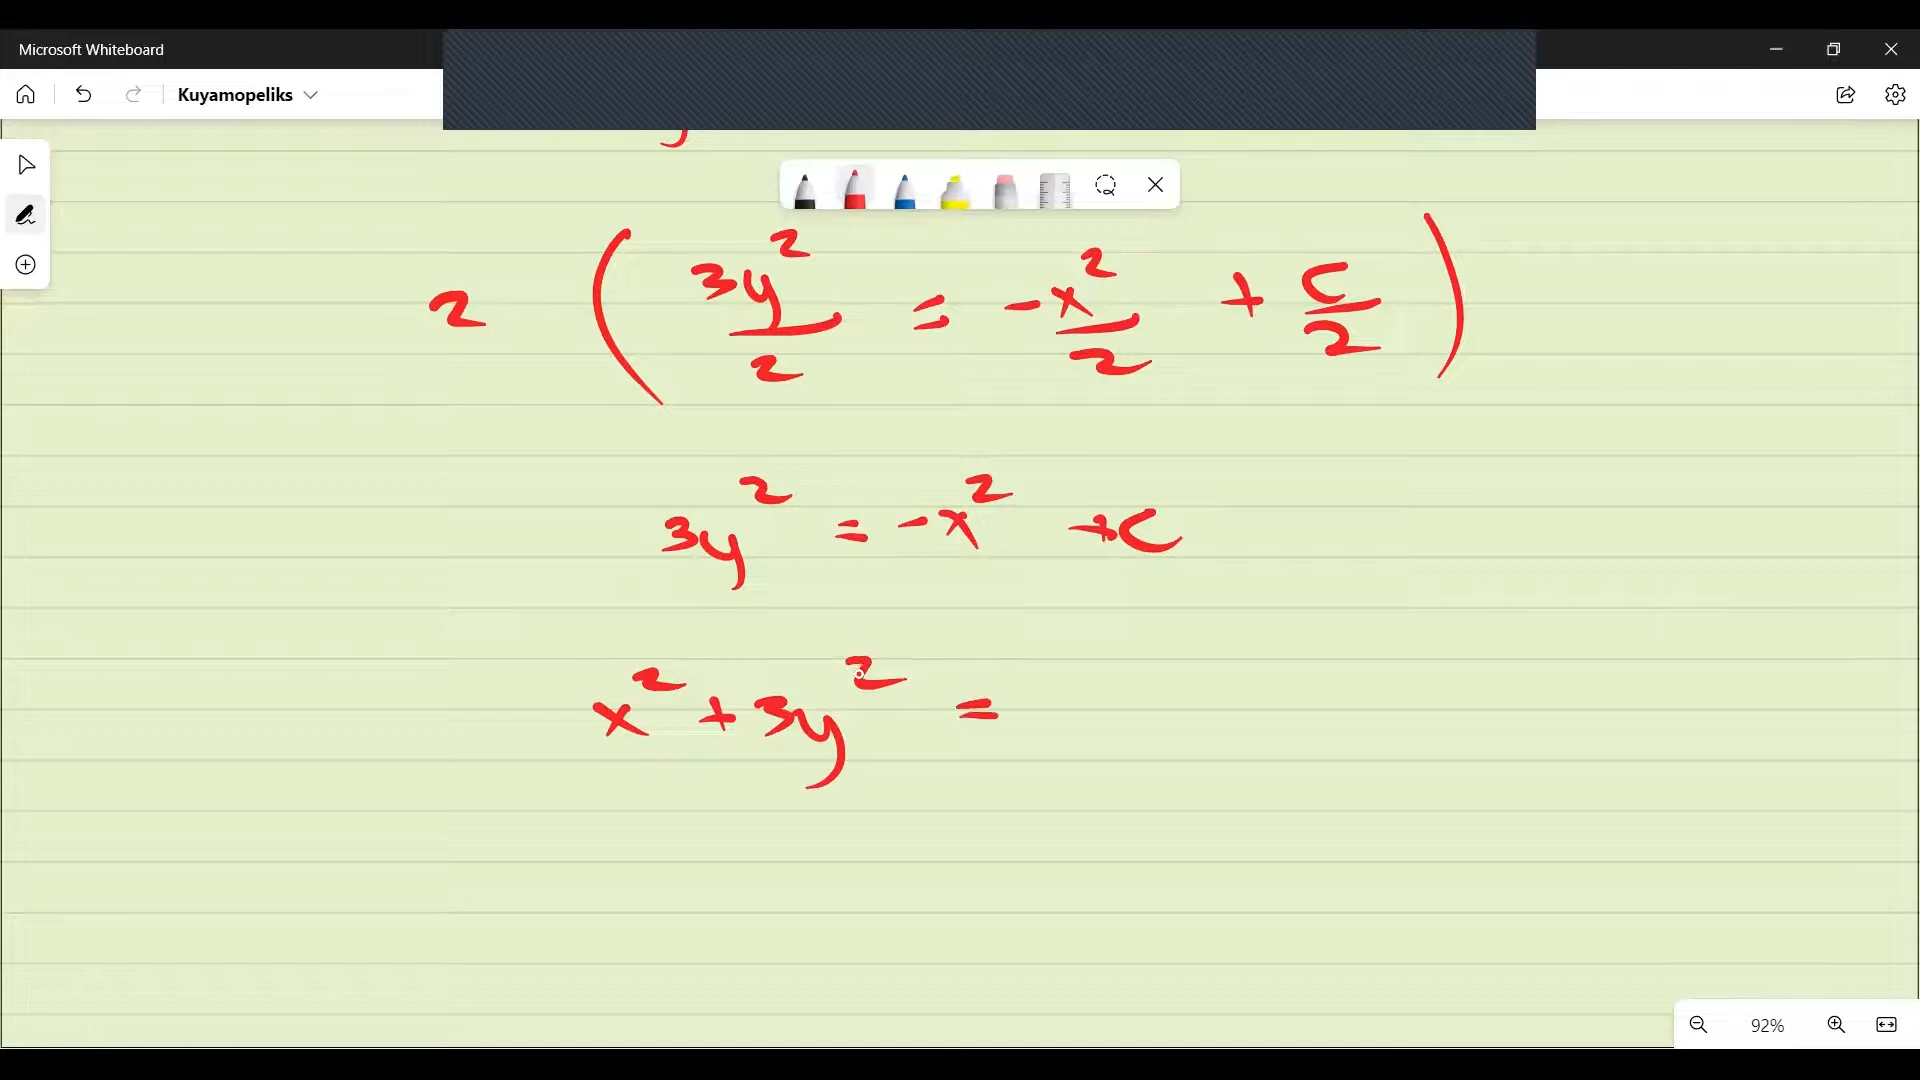 Microsoft Whiteboard
Kuyamopeliks
2 ( 3y²/2 = -x²/2 + c/2 )
3y² = -x² + c
x² + 3y² =
92%